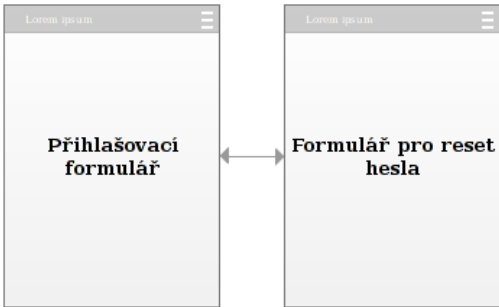 Lorem ipsum
Přihlašovací
formulář
Lorem ipsum
Formulář pro reset
hesla